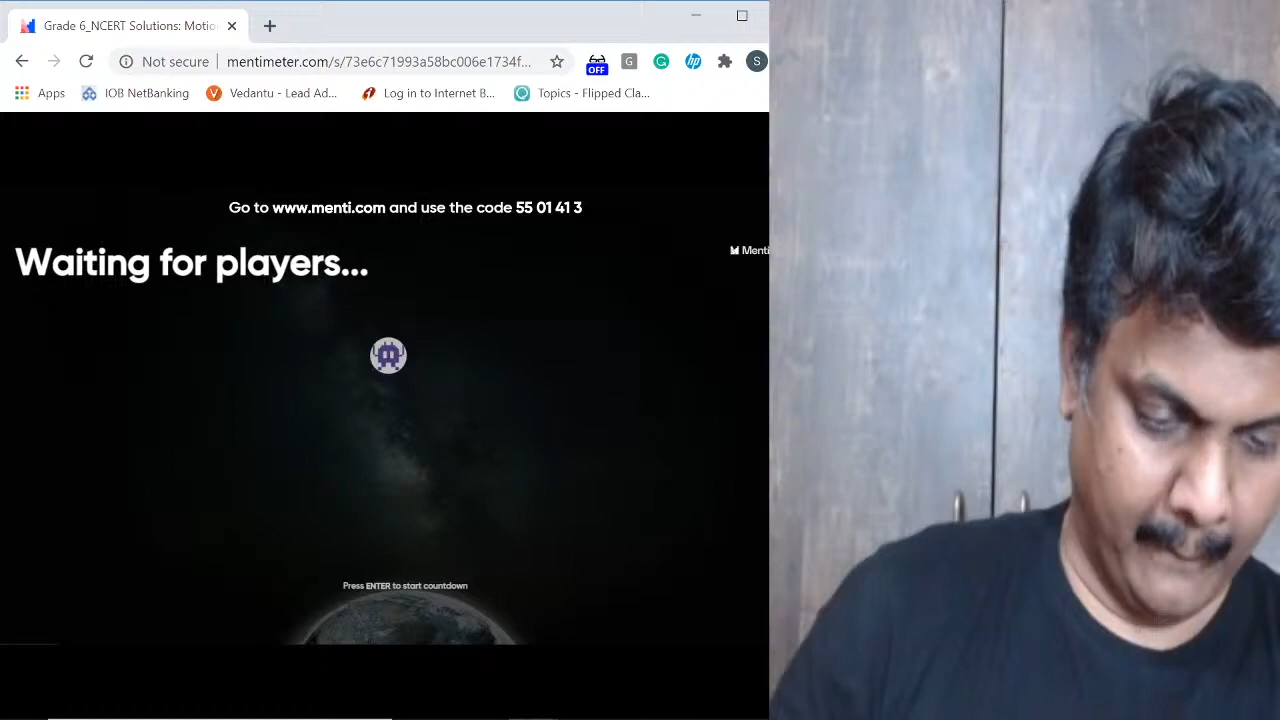 Grade 6_NCERT Solutions: Motio
Not secure
mentimeter.com/s/73e6c71993a58bc006e1734f...
OFF
G
G
hp
S
Apps
IOB NetBanking
Vedantu - Lead Ad...
Log in to Internet B...
Topics - Flipped Cla...
Go to www.menti.com and use the code 55 01 41 3
Menti
Waiting for players...
Press ENTER to start countdown